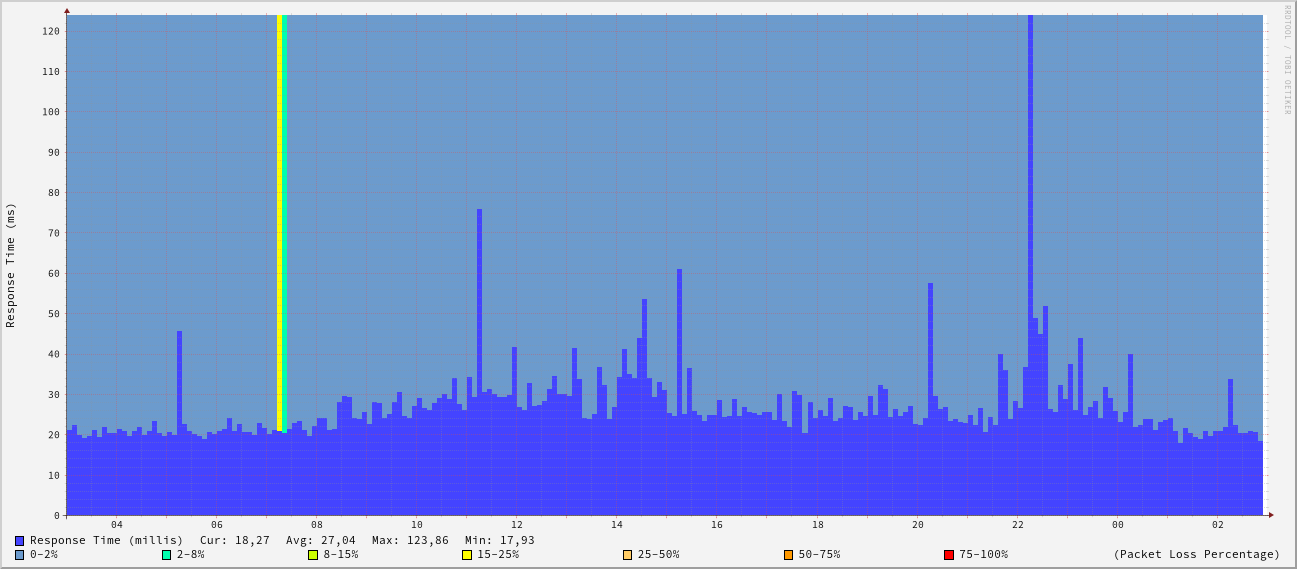 RRDTOOL / TOBI OETIKER
Response Time (ms)
120
110
100
90
80
70
60
50
40
30
20
10
0
04 06 08 10 12 14 16 18 20 22 00 02
Response Time (millis) Cur: 18,27 Avg: 27,04 Max: 123,86 Min: 17,93
0-2% 2-8% 8-15% 15-25% 25-50% 50-75% 75-100% (Packet Loss Percentage)